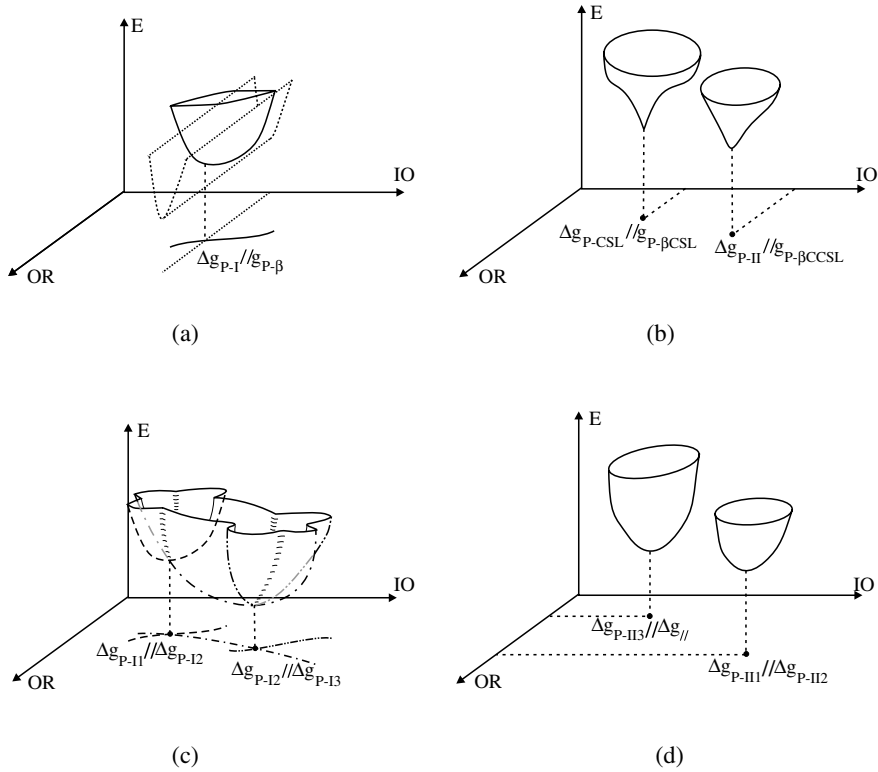 E
IO
OR
Δg_P-I//g_P-β
(a)
E
IO
OR
Δg_P-CSL//g_P-βCSL
Δg_P-II//g_P-βCCSL
(b)
E
IO
OR
Δg_P-I1//Δg_P-I2
Δg_P-I2//Δg_P-I3
(c)
E
IO
OR
Δg_P-II3//Δg_//
Δg_P-II1//Δg_P-II2
(d)